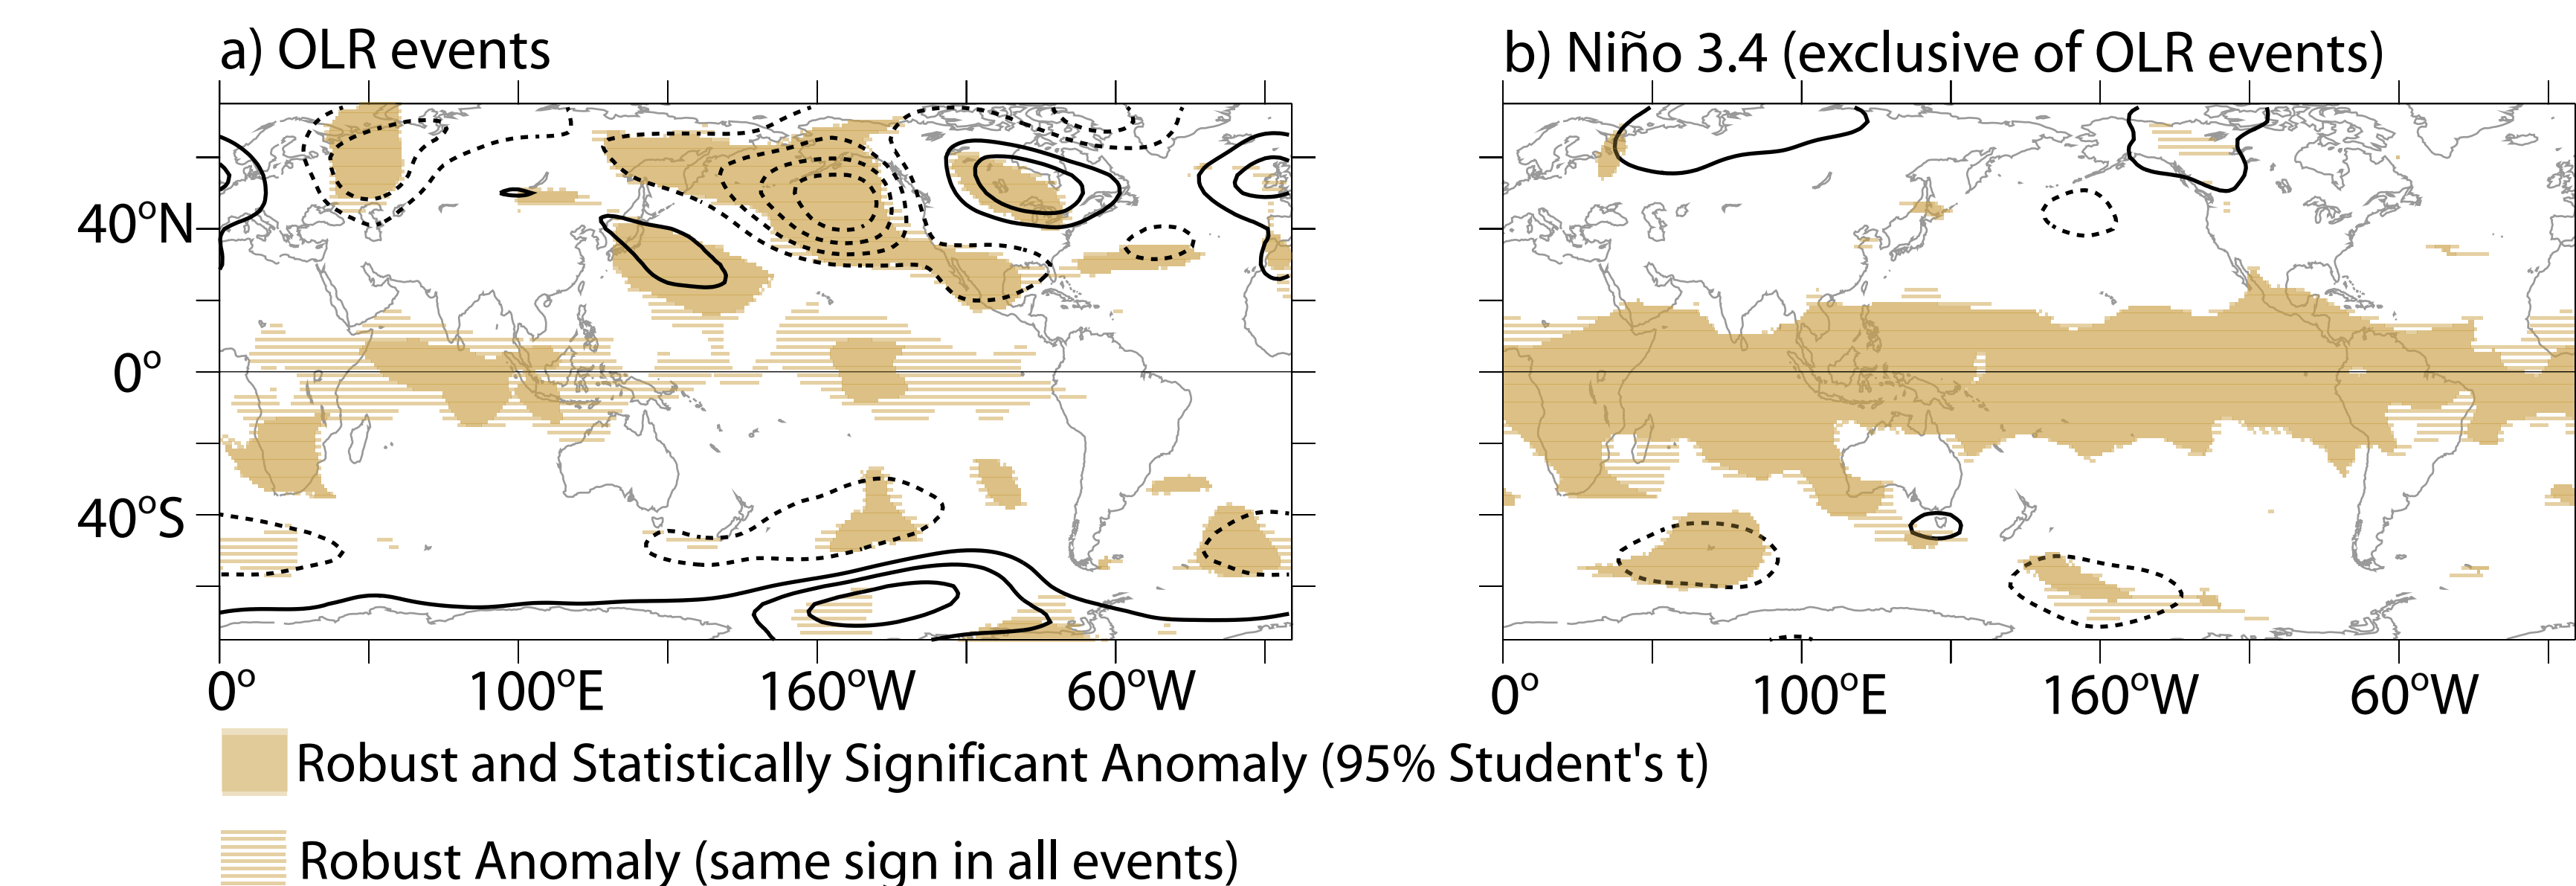 a) OLR events
b) Niño 3.4 (exclusive of OLR events)
40°N
0°
40°S
0° 100°E 160°W 60°W
0° 100°E 160°W 60°W
Robust and Statistically Significant Anomaly (95% Student's t)
Robust Anomaly (same sign in all events)